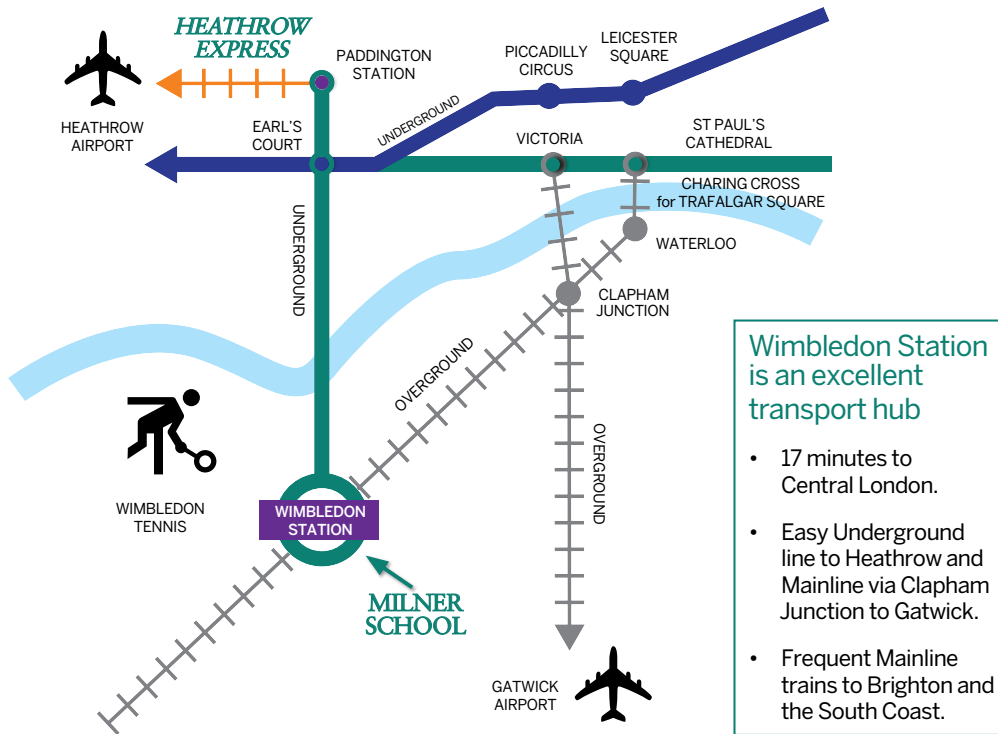 HEATHROW
EXPRESS
PADDINGTON
STATION
PICCADILLY
CIRCUS
LEICESTER
SQUARE
HEATHROW
AIRPORT
EARL'S
COURT
UNDERGROUND
VICTORIA
ST PAUL'S
CATHEDRAL
CHARING CROSS
for TRAFALGAR SQUARE
UNDERGROUND
WATERLOO
CLAPHAM
JUNCTION
OVERGROUND
OVERGROUND
WIMBLEDON
TENNIS
WIMBLEDON
STATION
MILNER
SCHOOL
GATWICK
AIRPORT
Wimbledon Station
is an excellent
transport hub
• 17 minutes to
Central London.
• Easy Underground
line to Heathrow and
Mainline via Clapham
Junction to Gatwick.
• Frequent Mainline
trains to Brighton and
the South Coast.